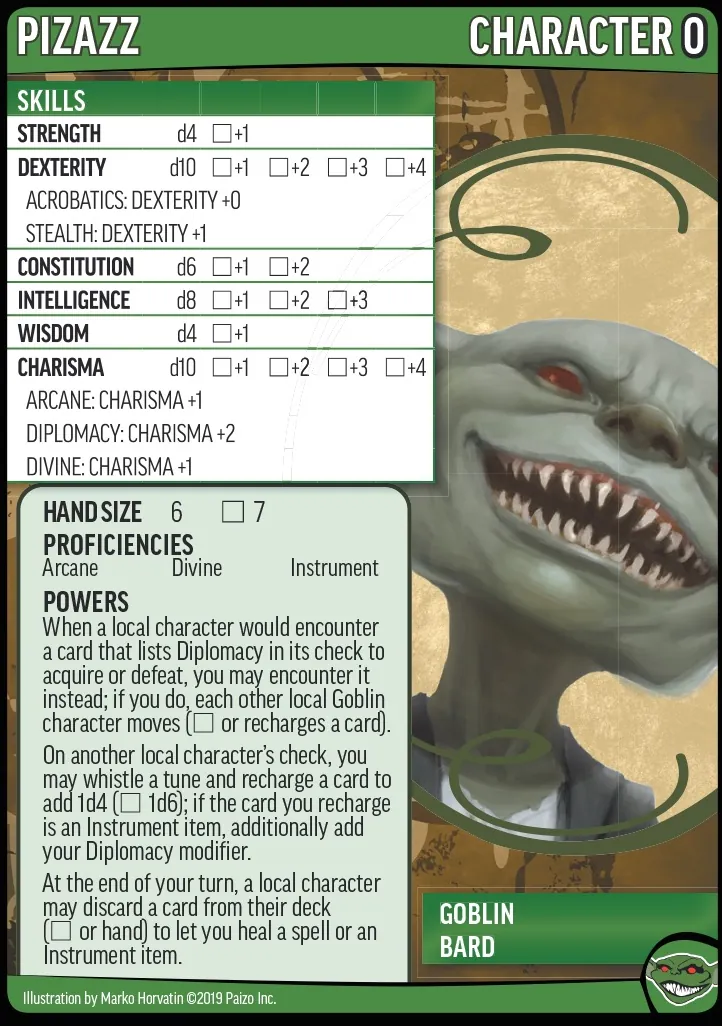 PIZAZZ CHARACTER 0
SKILLS
STRENGTH d4 ☐+1
DEXTERITY d10 ☐+1 ☐+2 ☐+3 ☐+4
ACROBATICS: DEXTERITY +0
STEALTH: DEXTERITY +1
CONSTITUTION d6 ☐+1 ☐+2
INTELLIGENCE d8 ☐+1 ☐+2 ☐+3
WISDOM d4 ☐+1
CHARISMA d10 ☐+1 ☐+2 ☐+3 ☐+4
ARCANE: CHARISMA +1
DIPLOMACY: CHARISMA +2
DIVINE: CHARISMA +1
HAND SIZE 6 ☐ 7
PROFICIENCIES
Arcane Divine Instrument
POWERS
When a local character would encounter
a card that lists Diplomacy in its check to
acquire or defeat, you may encounter it
instead; if you do, each other local Goblin
character moves (☐ or recharges a card).
On another local character's check, you
may whistle a tune and recharge a card to
add 1d4 (☐ 1d6); if the card you recharge
is an Instrument item, additionally add
your Diplomacy modifier.
At the end of your turn, a local character
may discard a card from their deck
(☐ or hand) to let you heal a spell or an
Instrument item.
GOBLIN
BARD
Illustration by Marko Horvatin ©2019 Paizo Inc.